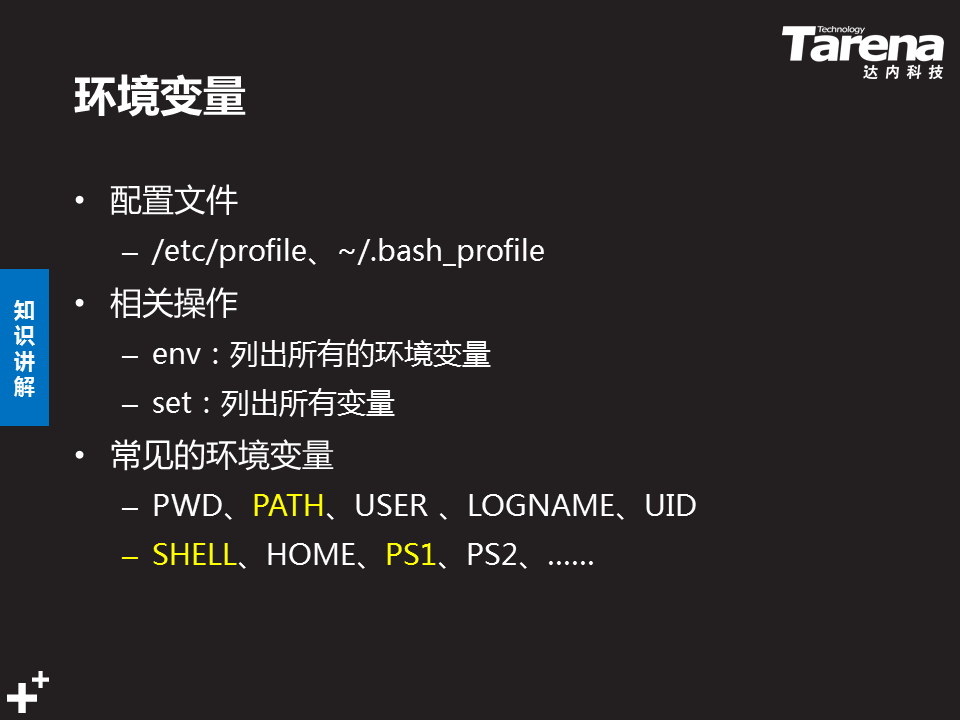 Technology
Tarena
达内科技
环境变量
• 配置文件
– /etc/profile、~/.bash_profile
知识讲解
• 相关操作
– env：列出所有的环境变量
– set：列出所有变量
• 常见的环境变量
– PWD、PATH、USER 、LOGNAME、UID
– SHELL、HOME、PS1、PS2、……